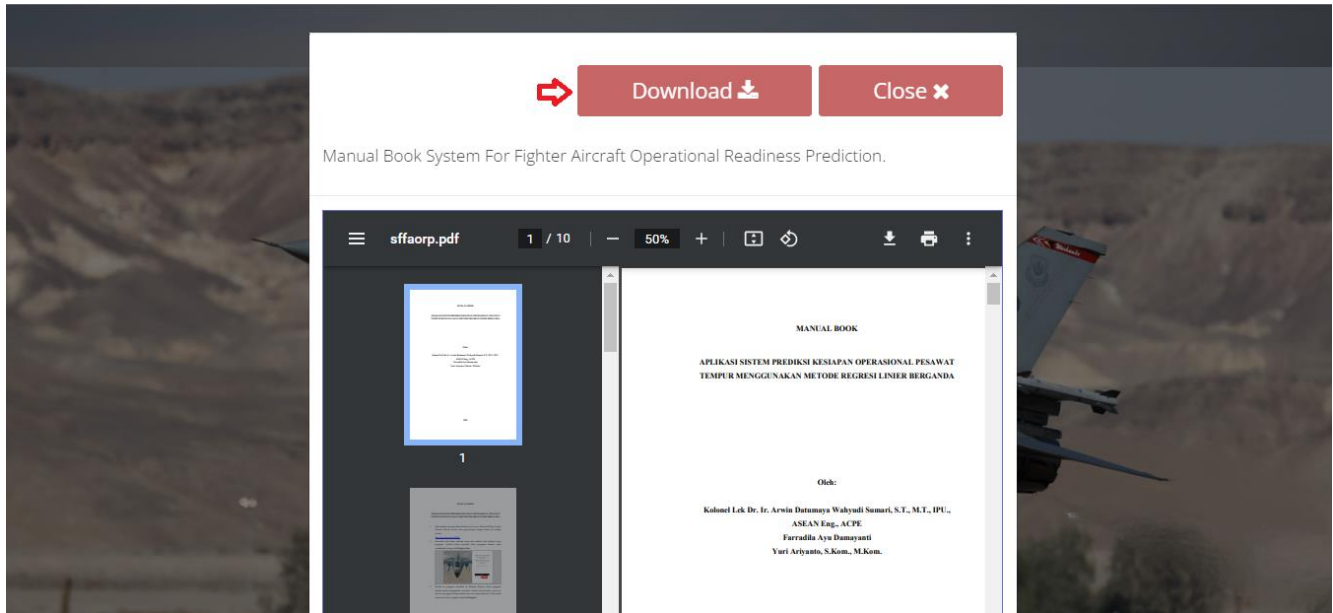 Download
Close
Manual Book System For Fighter Aircraft Operational Readiness Prediction.
sffaorp.pdf
1 / 10
50%
MANUAL BOOK
APLIKASI SISTEM PREDIKSI KESIAPAN OPERASIONAL PESAWAT
TEMPUR MENGGUNAKAN METODE REGRESI LINIER BERGANDA
Oleh:
Kolonel Lek Dr. Ir. Arwin Datumaya Wahyudi Sumari, S.T., M.T., IPU.,
ASEAN Eng., ACPE
Farradila Ayu Damayanti
Yuri Ariyanto, S.Kom., M.Kom.
1